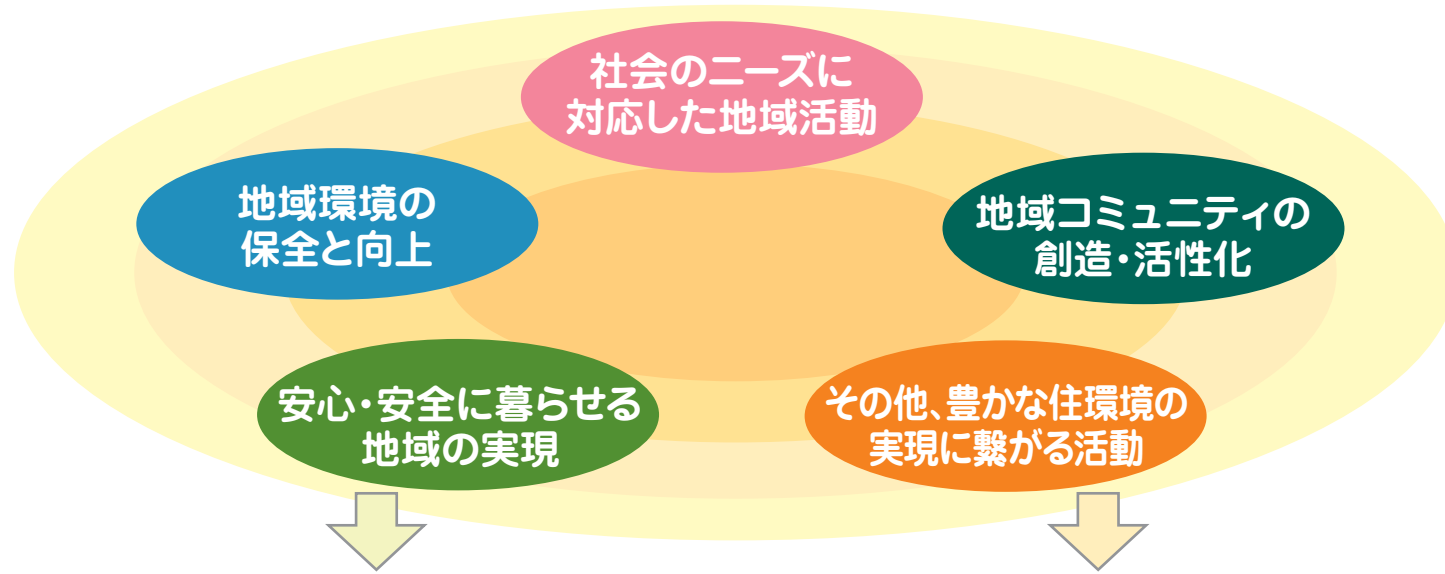 社会のニーズに
対応した地域活動
地域環境の
保全と向上
地域コミュニティの
創造・活性化
安心・安全に暮らせる
地域の実現
その他、豊かな住環境の
実現に繋がる活動